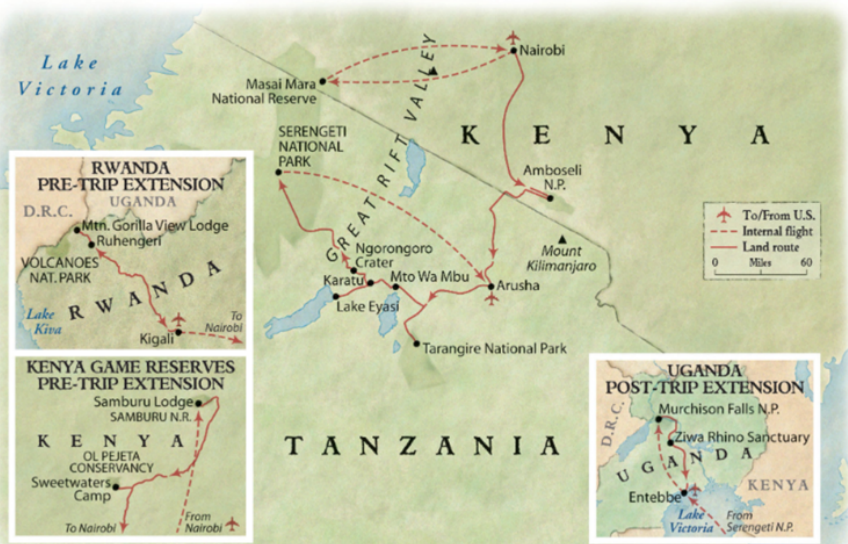 Lake
Victoria
Nairobi
Masai Mara
National Reserve
GREAT RIFT VALLEY
KENYA
SERENGETI
NATIONAL
PARK
Amboseli
N.P.
To/From U.S.
Internal flight
Land route
0 Miles 60
Mount
Kilimanjaro
Ngorongoro
Crater
Karatu
Mto Wa Mbu
Arusha
Lake Eyasi
Tarangire National Park
TANZANIA
RWANDA
PRE-TRIP EXTENSION
UGANDA
D.R.C.
Mtn. Gorilla View Lodge
Ruhengeri
VOLCANOES
NAT. PARK
RWANDA
Lake
Kiva
To
Nairobi
Kigali
KENYA GAME RESERVES
PRE-TRIP EXTENSION
Samburu Lodge
SAMBURU N.R.
KENYA
OL PEJETA
CONSERVANCY
Sweetwaters
Camp
To Nairobi
From
Nairobi
UGANDA
POST-TRIP EXTENSION
D.R.C.
Murchison Falls N.P.
Ziwa Rhino Sanctuary
UGANDA
KENYA
Entebbe
Lake
Victoria
From
Serengeti N.P.